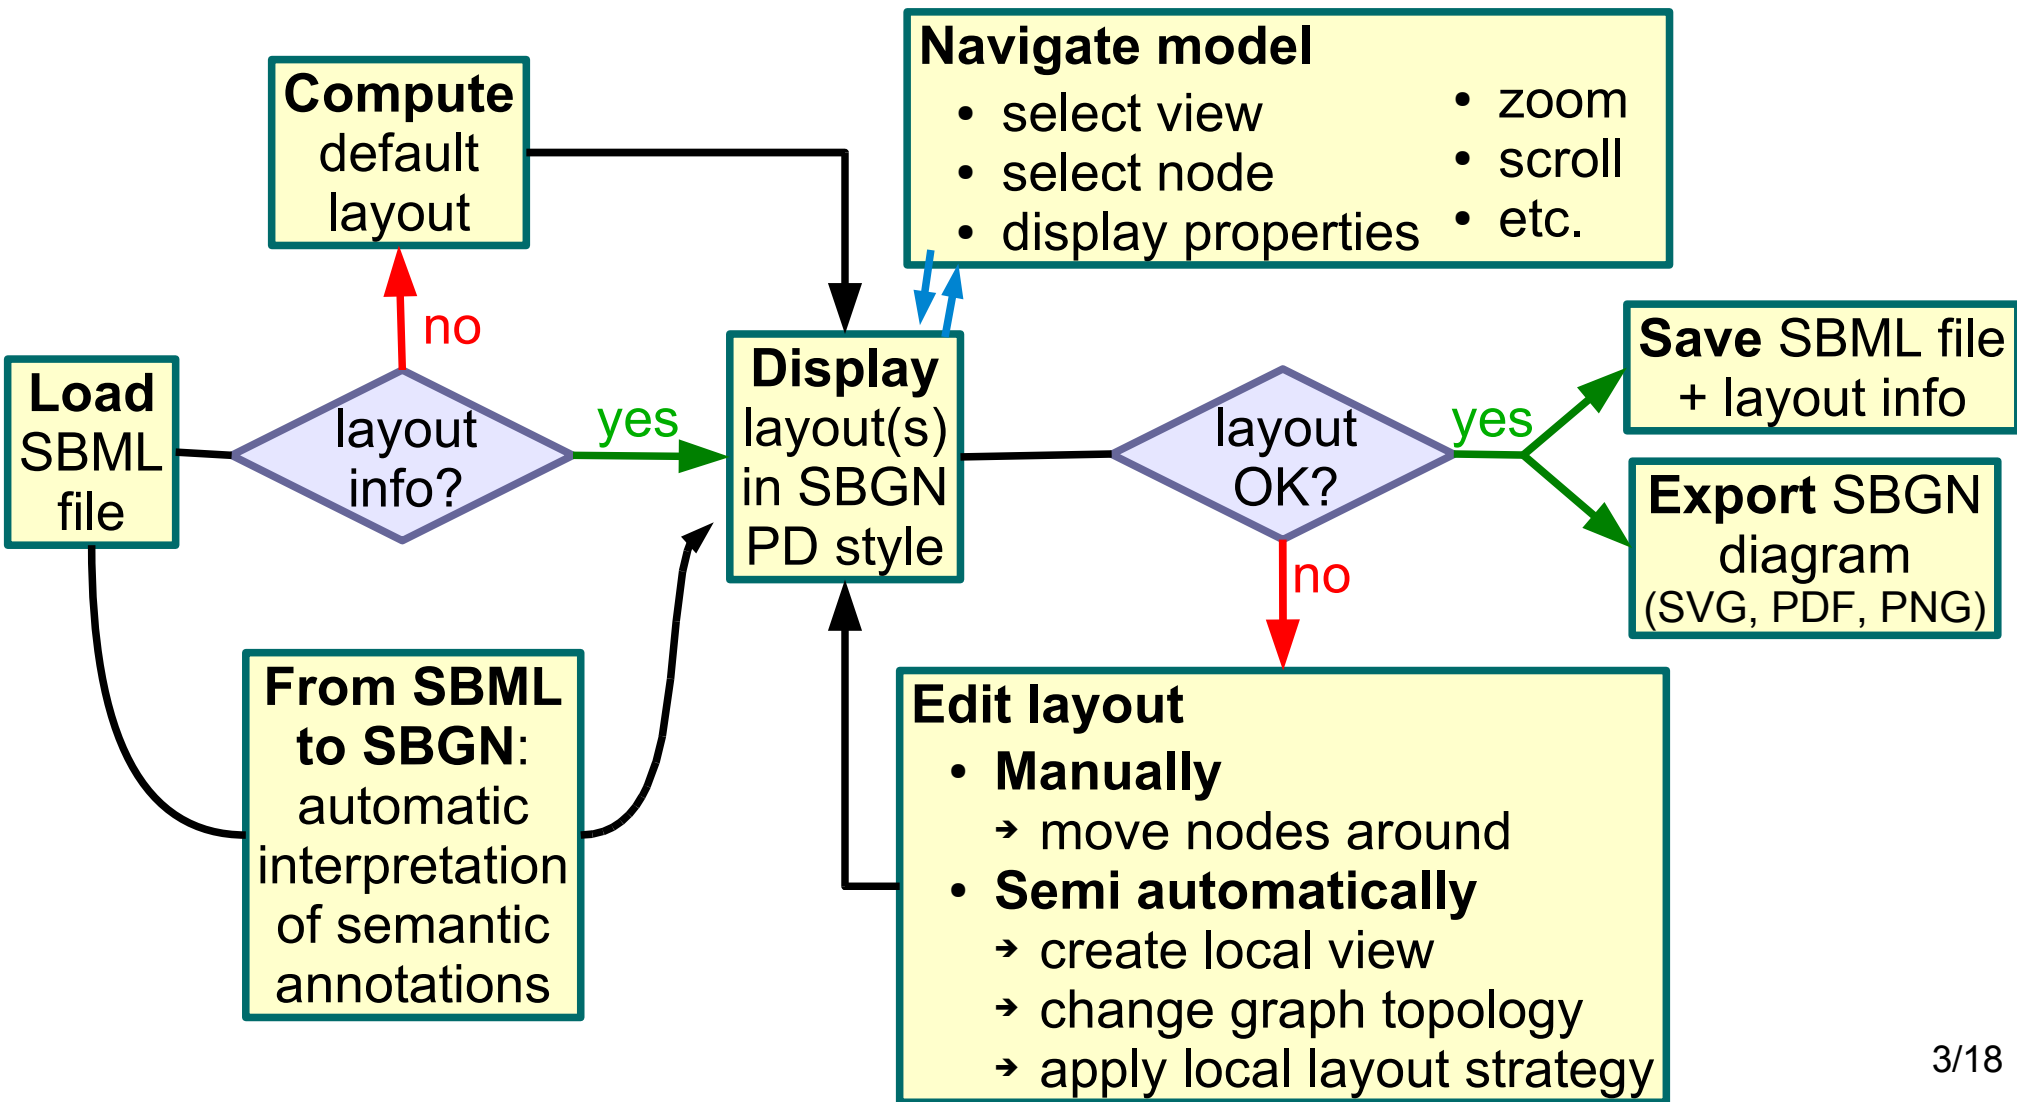 Navigate model
• select view
• select node
• display properties
• zoom
• scroll
• etc.
Compute
default
layout
no
Load
SBML
file
layout
info?
yes
Display
layout(s)
in SBGN
PD style
layout
OK?
yes
no
Save SBML file
+ layout info
Export SBGN
diagram
(SVG, PDF, PNG)
From SBML
to SBGN:
automatic
interpretation
of semantic
annotations
Edit layout
• Manually
➔ move nodes around
• Semi automatically
➔ create local view
➔ change graph topology
➔ apply local layout strategy
3/18